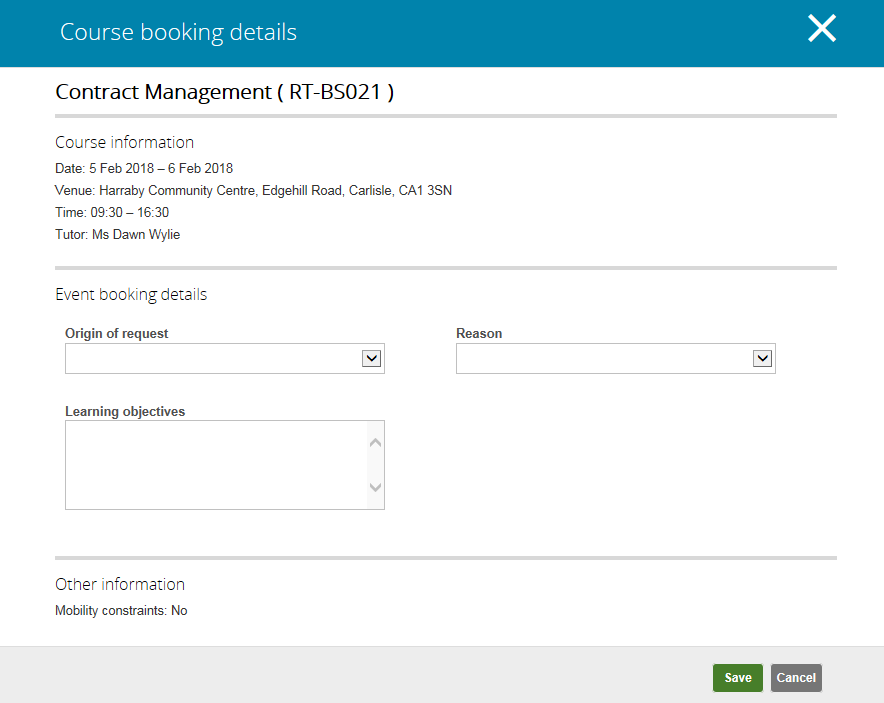 Course booking details
Contract Management ( RT-BS021 )
Course information
Date: 5 Feb 2018 – 6 Feb 2018
Venue: Harraby Community Centre, Edgehill Road, Carlisle, CA1 3SN
Time: 09:30 – 16:30
Tutor: Ms Dawn Wylie
Event booking details
Origin of request
Reason
Learning objectives
Other information
Mobility constraints: No
Save
Cancel